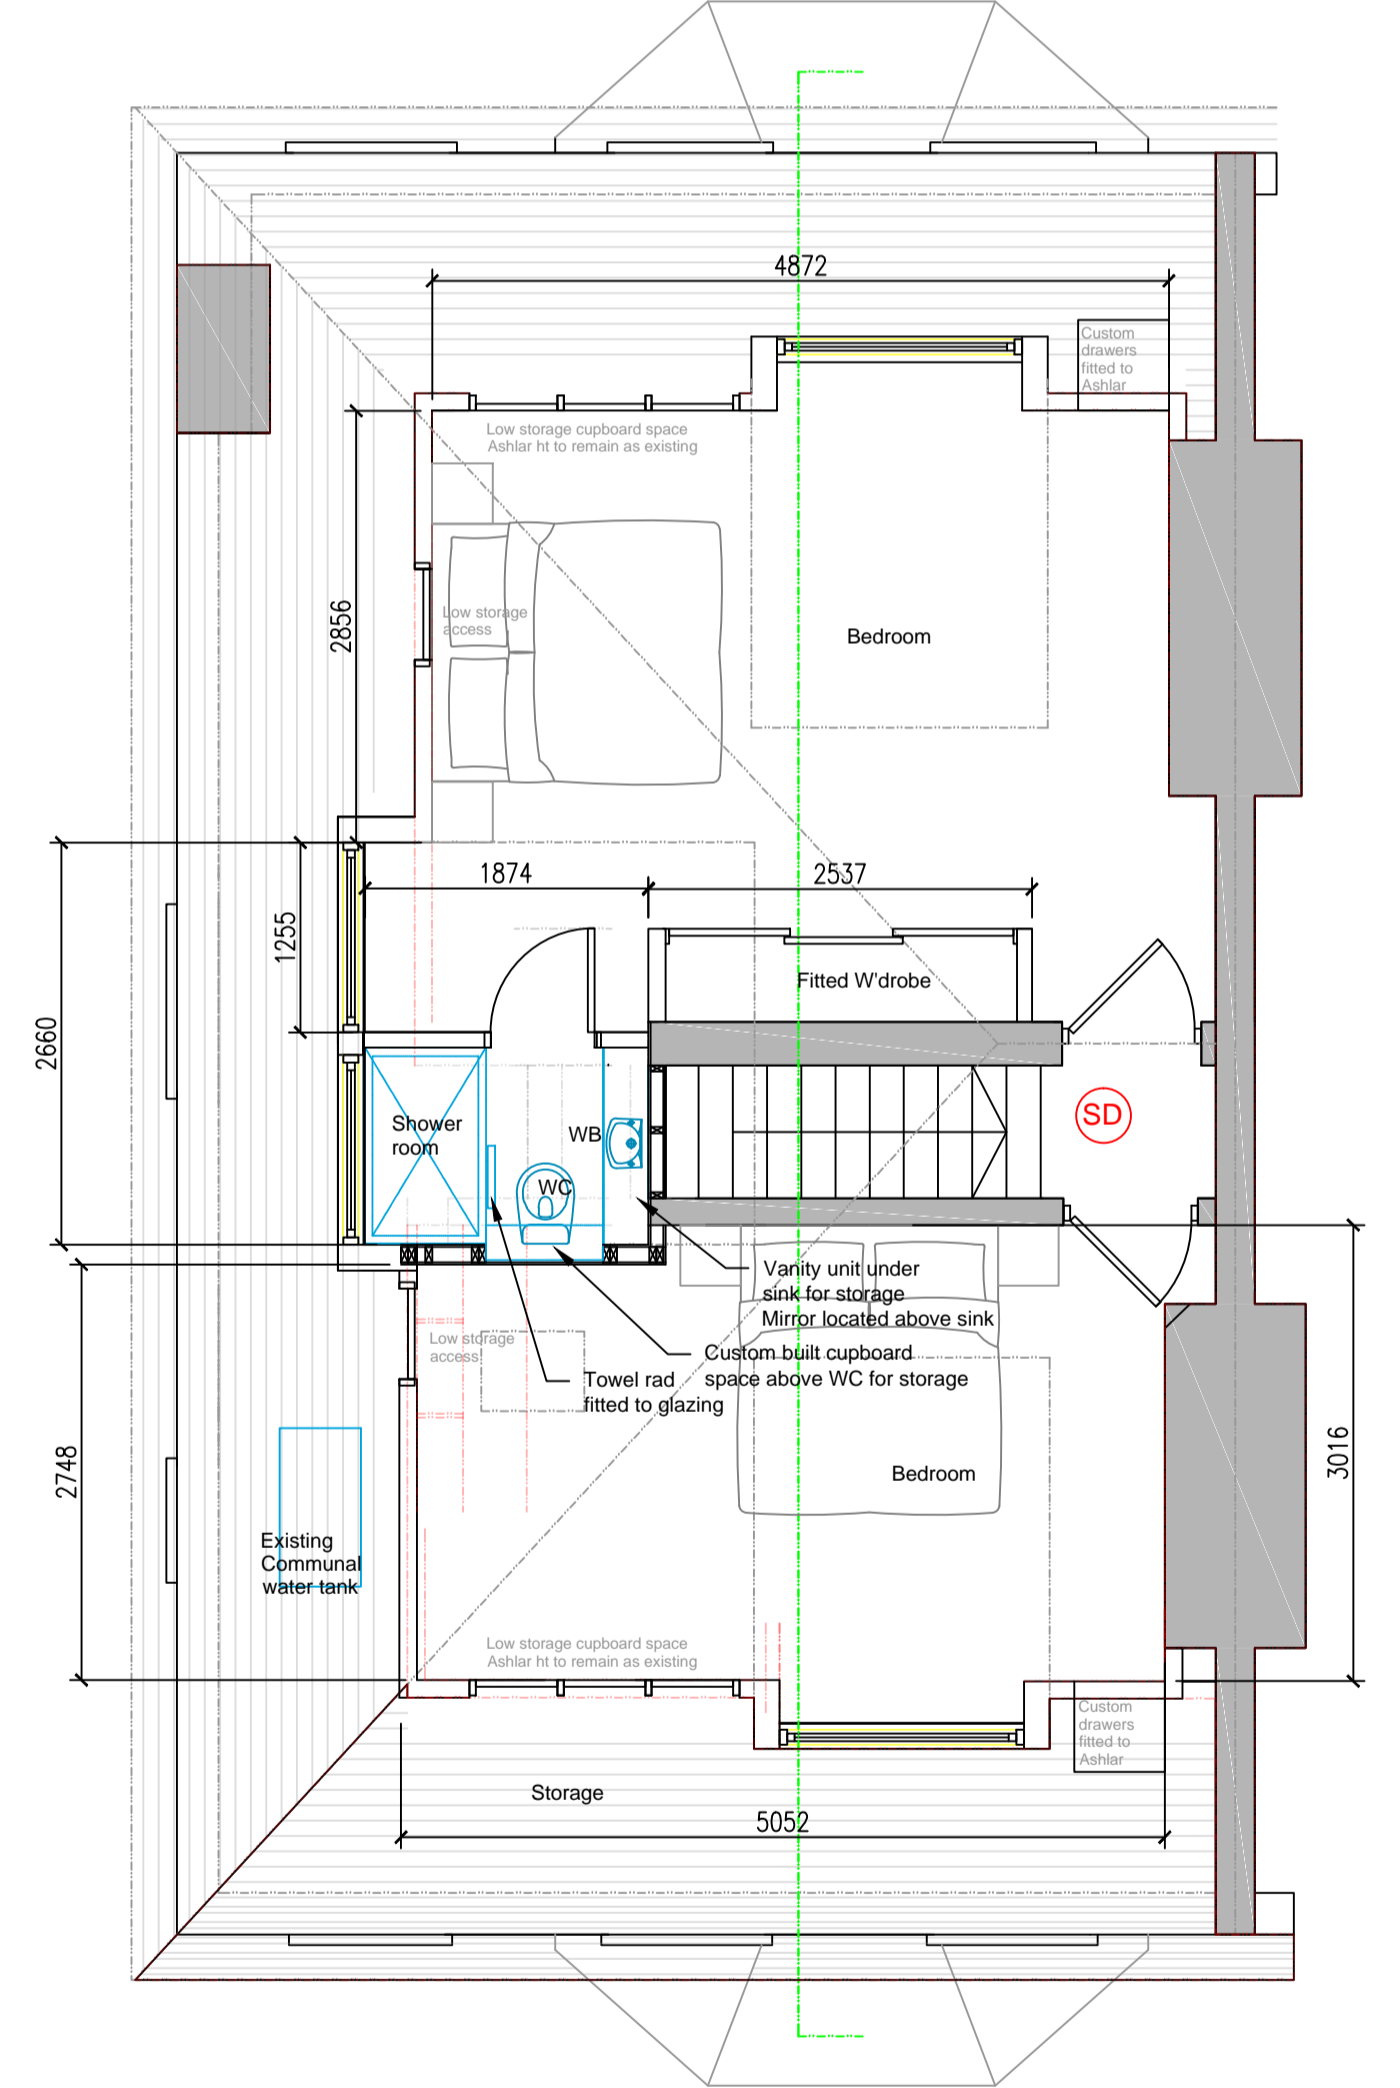 4872
Custom
drawers
fitted to
Ashlar
Low storage cupboard space
Ashlar ht to remain as existing
2856
Low storage
access
Bedroom
1874
2537
1255
Fitted W'drobe
2660
Shower
room
WB
WC
SD
Vanity unit under
sink for storage
Mirror located above sink
Low storage
access
Custom built cupboard
space above WC for storage
Towel rad
fitted to glazing
2748
3016
Bedroom
Existing
Communal
water tank
Low storage cupboard space
Ashlar ht to remain as existing
Custom
drawers
fitted to
Ashlar
Storage
5052